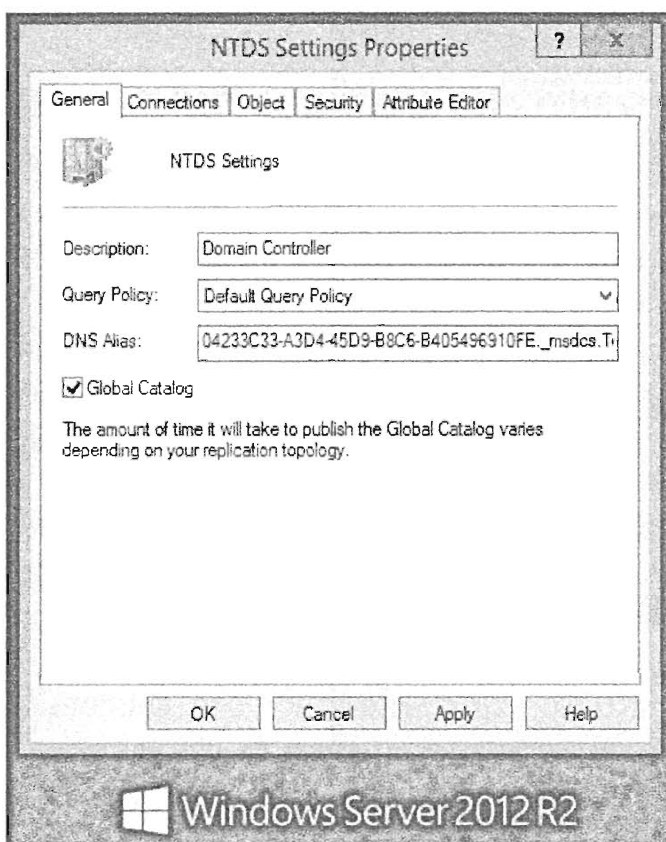 NTDS Settings Properties
? x
General Connections Object Security Attribute Editor
NTDS Settings
Description: Domain Controller
Query Policy: Default Query Policy
DNS Alias: 04233C33-A3D4-45D9-B8C6-B405496910FE._msdcs.T
Global Catalog
The amount of time it will take to publish the Global Catalog varies
depending on your replication topology.
OK Cancel Apply Help
Windows Server 2012 R2